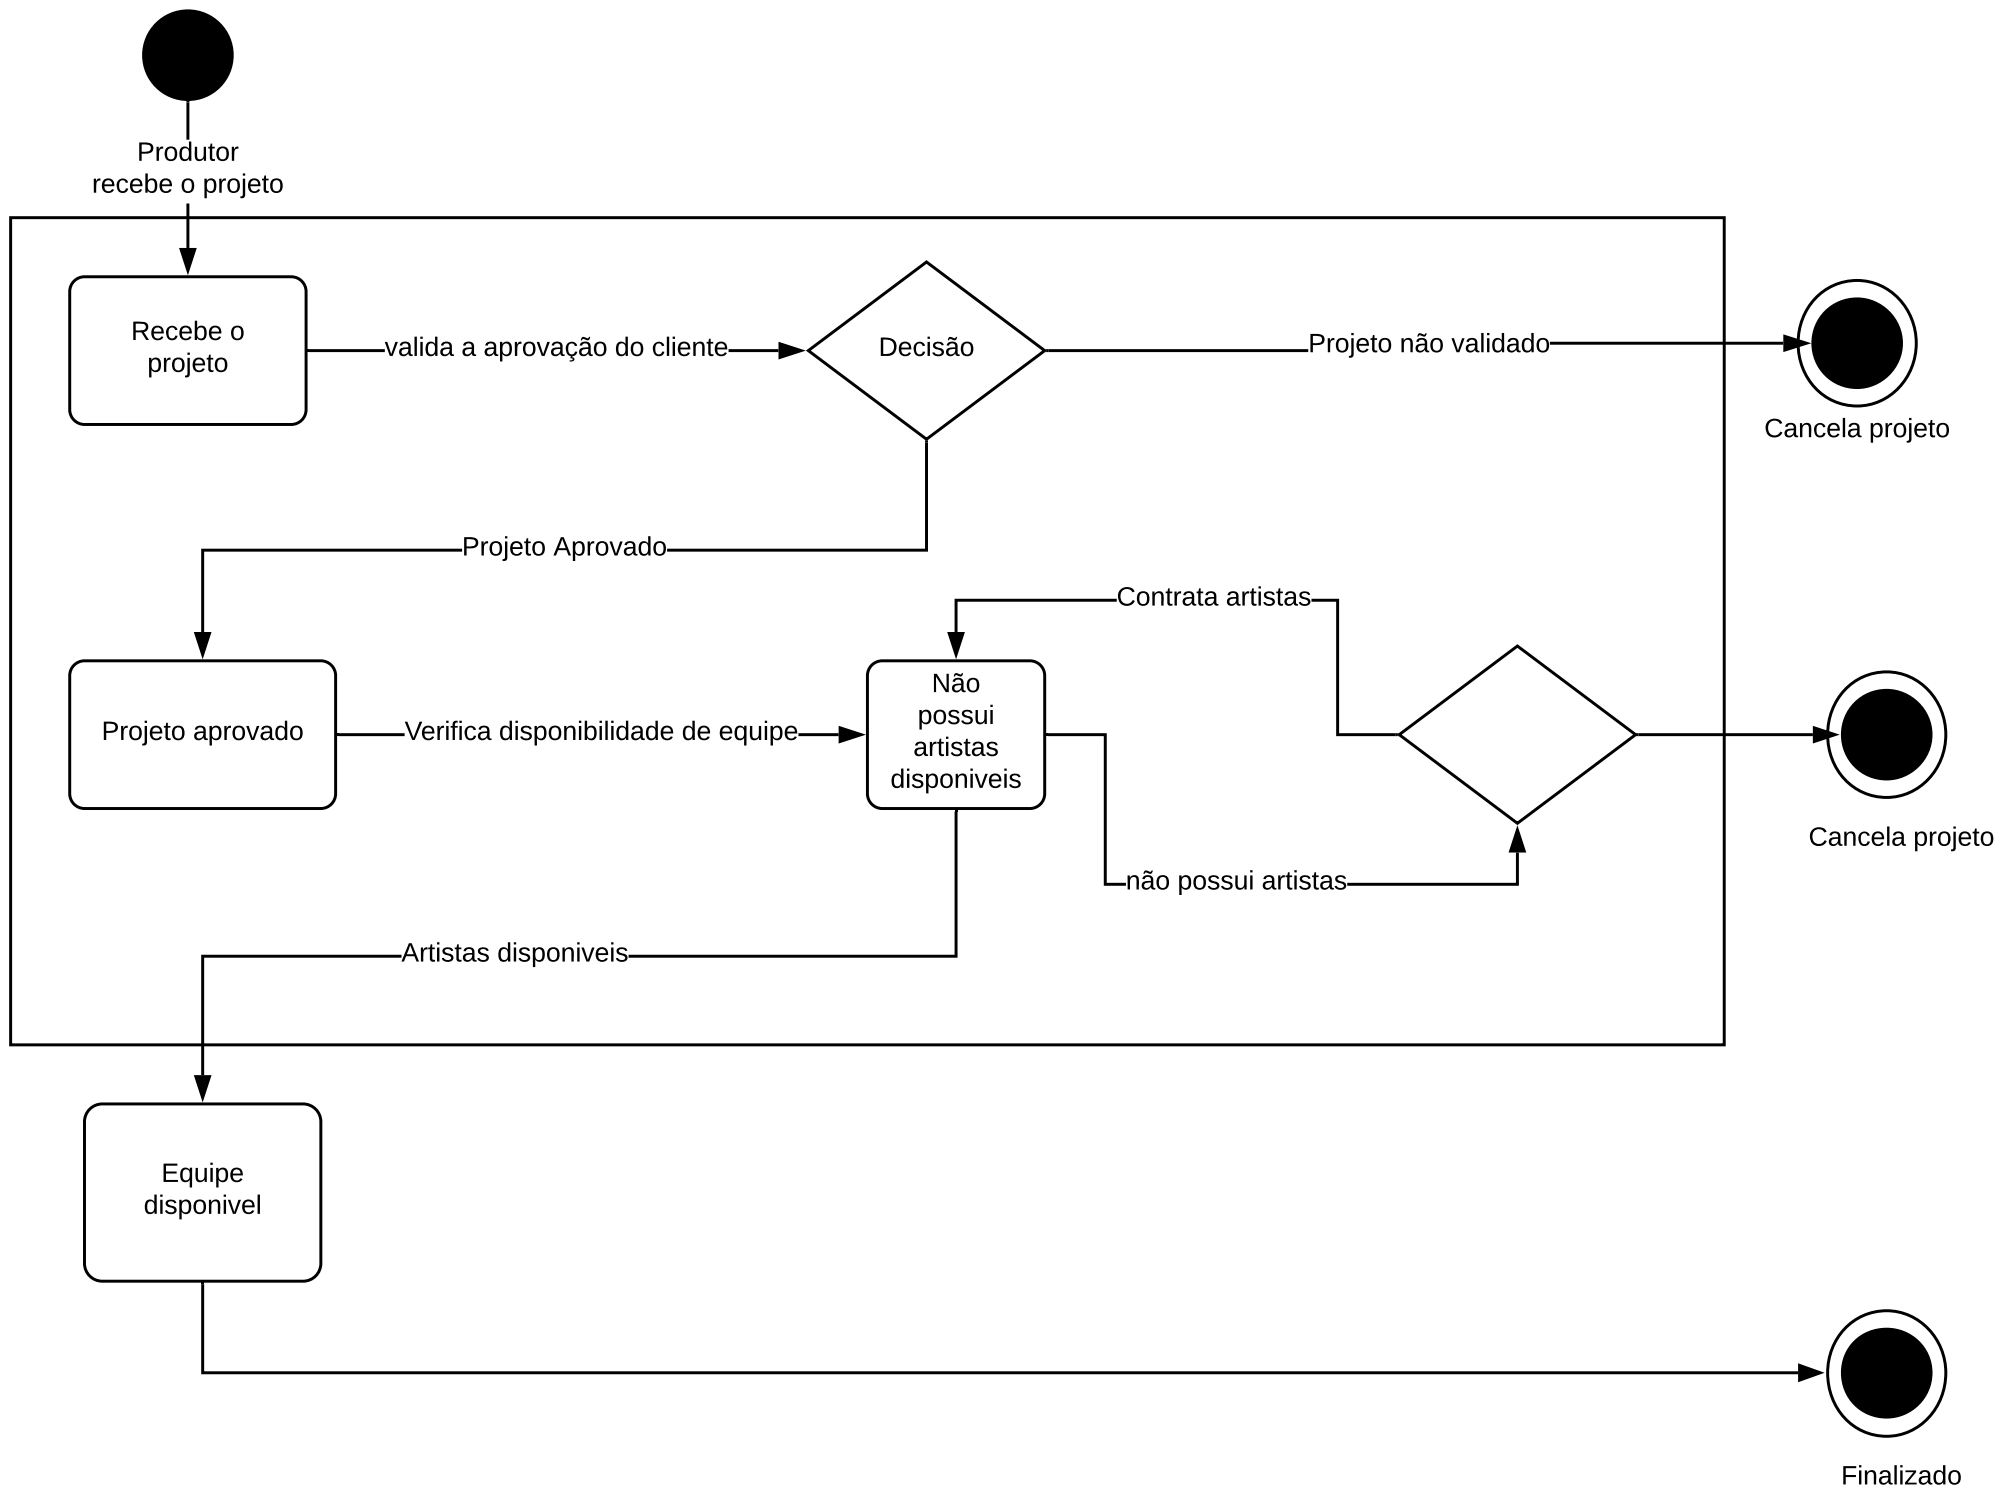 Produtor
recebe o projeto
Recebe o
projeto
valida a aprovação do cliente
Decisão
Projeto não validado
Cancela projeto
Projeto Aprovado
Contrata artistas
Projeto aprovado
Verifica disponibilidade de equipe
Não
possui
artistas
disponiveis
Cancela projeto
não possui artistas
Artistas disponiveis
Equipe
disponivel
Finalizado